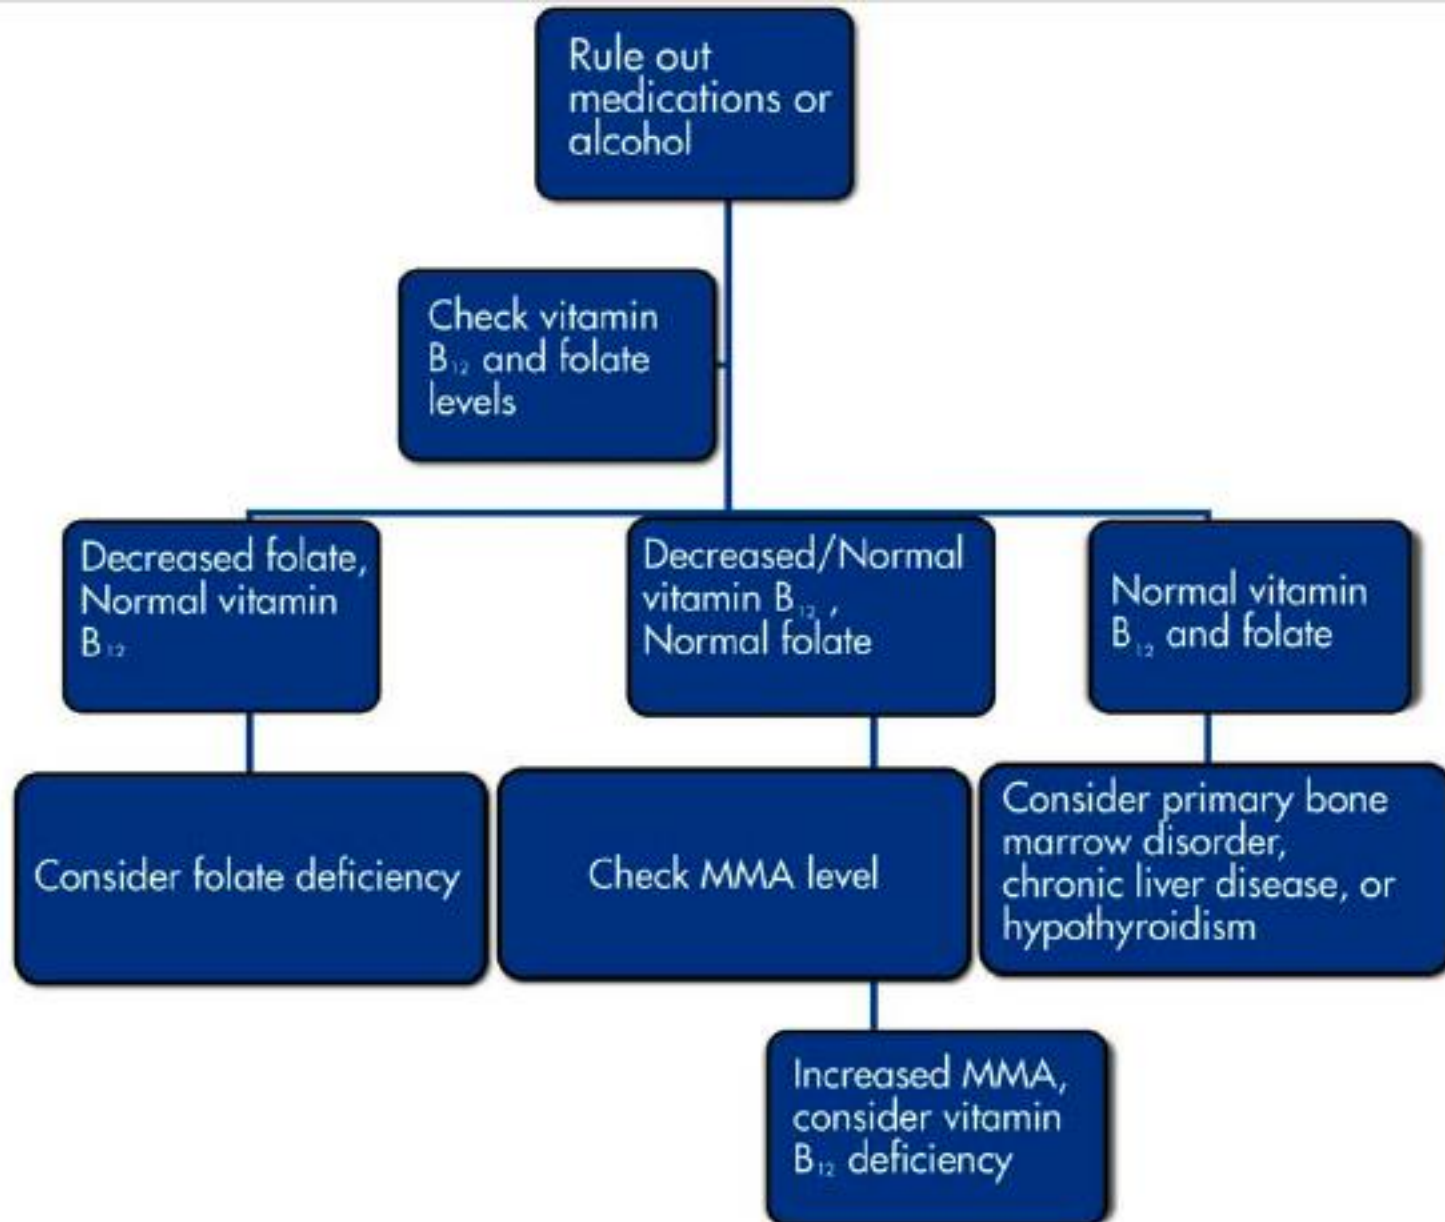 Rule out
medications or
alcohol
Check vitamin
B₁₂ and folate
levels
Decreased folate,
Normal vitamin
B₁₂
Decreased/Normal
vitamin B₁₂ ,
Normal folate
Normal vitamin
B₁₂ and folate
Consider folate deficiency
Check MMA level
Consider primary bone
marrow disorder,
chronic liver disease, or
hypothyroidism
Increased MMA,
consider vitamin
B₁₂ deficiency